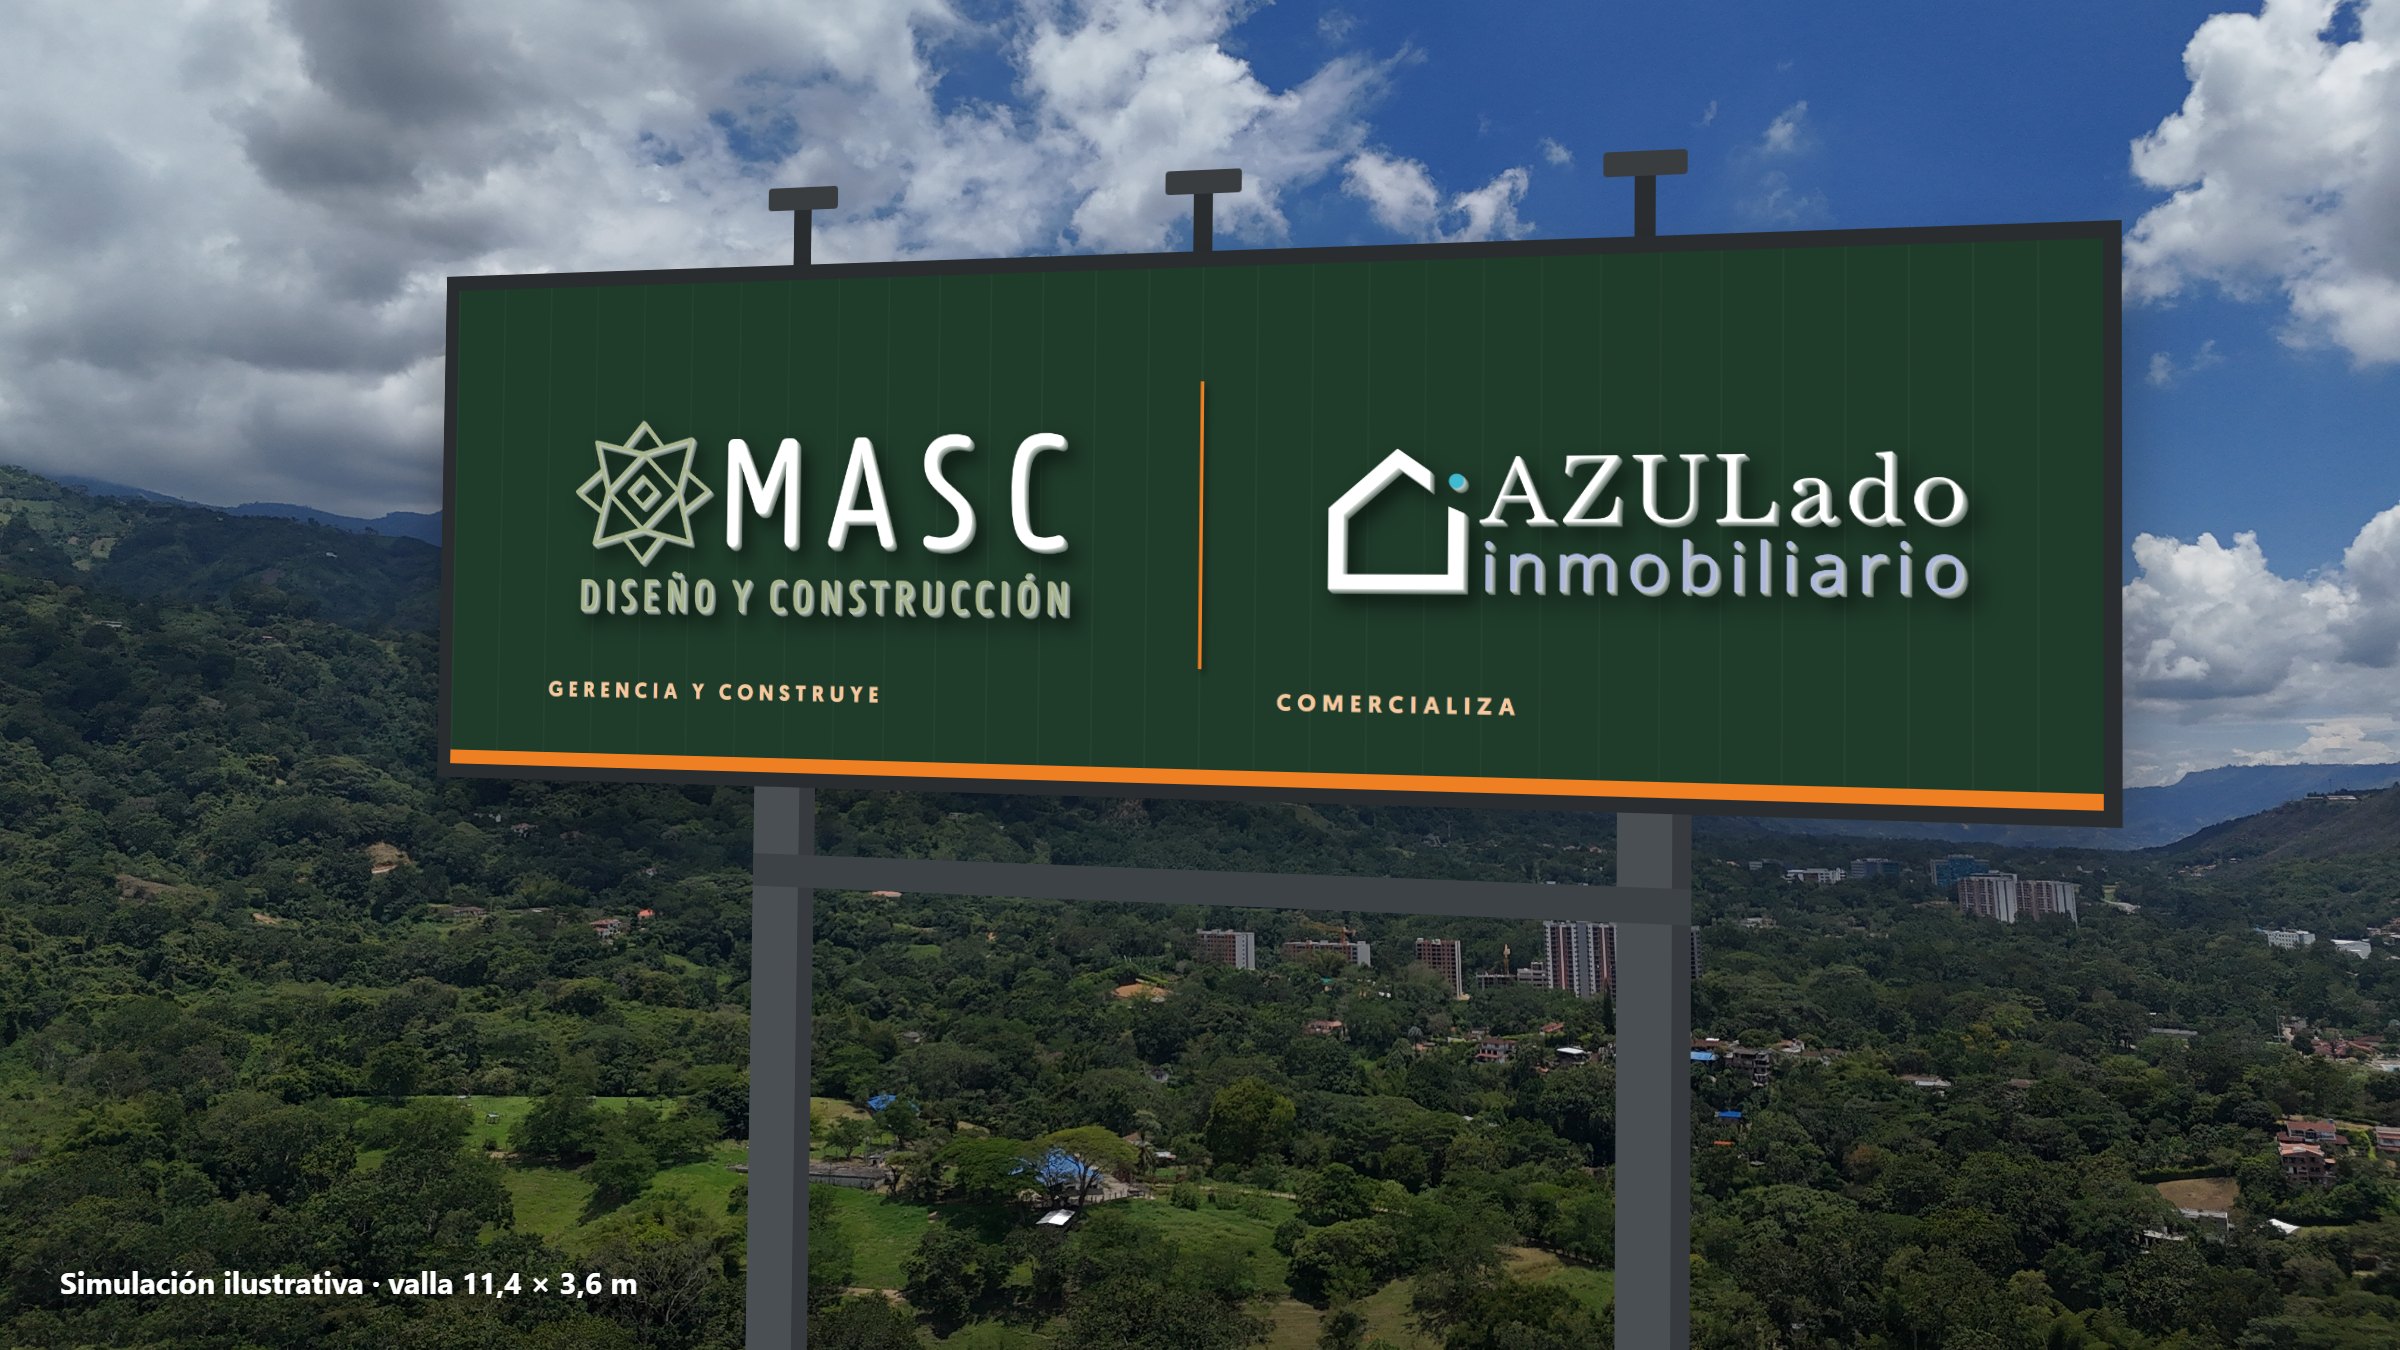 MASC
DISEÑO Y CONSTRUCCIÓN
GERENCIA Y CONSTRUYE
AZULado
inmobiliario
COMERCIALIZA
Simulación ilustrativa · valla 11,4 × 3,6 m